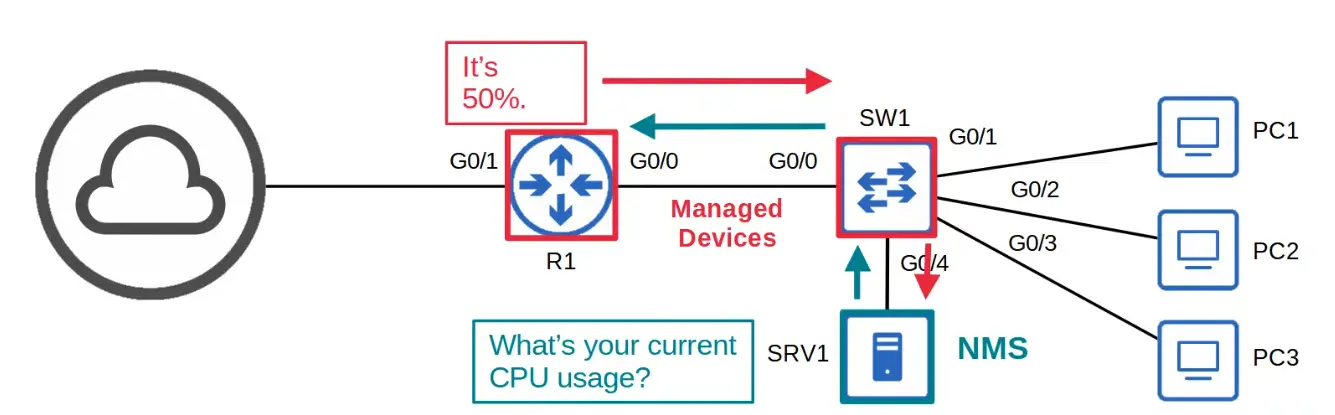 It's
50%.
SW1
G0/1
PC1
G0/1
G0/0
G0/0
G0/2
Managed
Devices
G0/3
PC2
R1
G0/4
What's your current
CPU usage?
SRV1
NMS
PC3